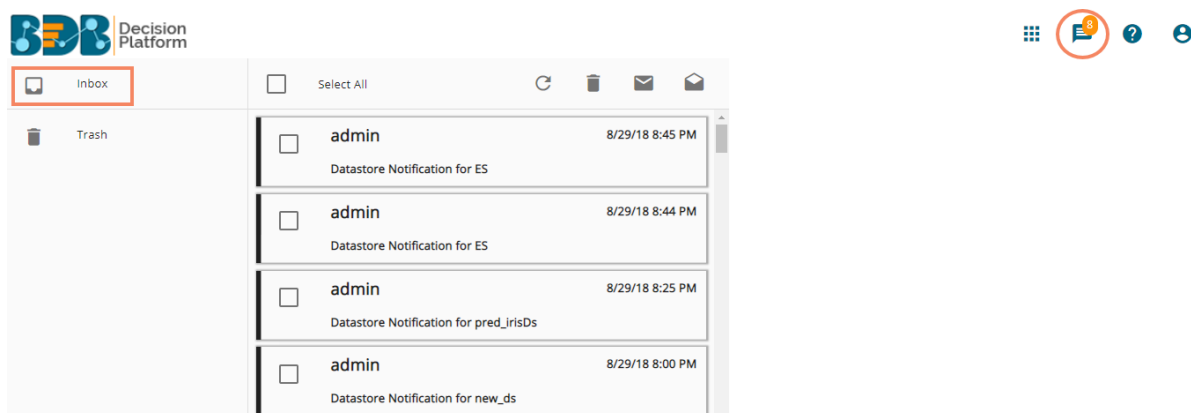 BDB Decision
Platform
8
?
Inbox
Select All
Trash
admin 8/29/18 8:45 PM
Datastore Notification for ES
admin 8/29/18 8:44 PM
Datastore Notification for ES
admin 8/29/18 8:25 PM
Datastore Notification for pred_irisDs
admin 8/29/18 8:00 PM
Datastore Notification for new_ds